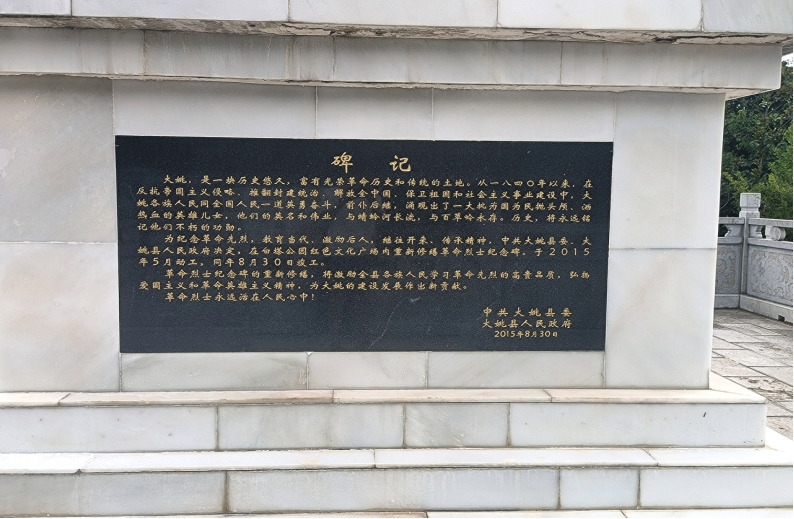 碑 记
大姚，是一块历史悠久，富有光荣革命历史和传统的土地。从一八四〇年以来，在
反抗帝国主义侵略、推翻封建统治、解放全中国、保卫祖国和社会主义事业建设中，大
姚各族人民同全国人民一道英勇奋斗，前仆后继，涌现出了一大批为国为民抛头颅、洒
热血的英雄儿女，他们的英名和伟业，与蜻蛉河长流，与百草岭永存。历史，将永远铭
记他们不朽的功勋。
为纪念革命先烈，教育当代、激励后人，继往开来、传承精神，中共大姚县委、大
姚县人民政府决定，在白塔公园红色文化广场内重新修缮革命烈士纪念碑。于2015
年5月动工，同年8月30日竣工。
革命烈士纪念碑的重新修缮，将激励全县各族人民学习革命先烈的高贵品质，弘扬
爱国主义和革命英雄主义精神，为大姚的建设发展作出新贡献。
革命烈士永远活在人民心中！
中共大姚县委
大姚县人民政府
2015年8月30日